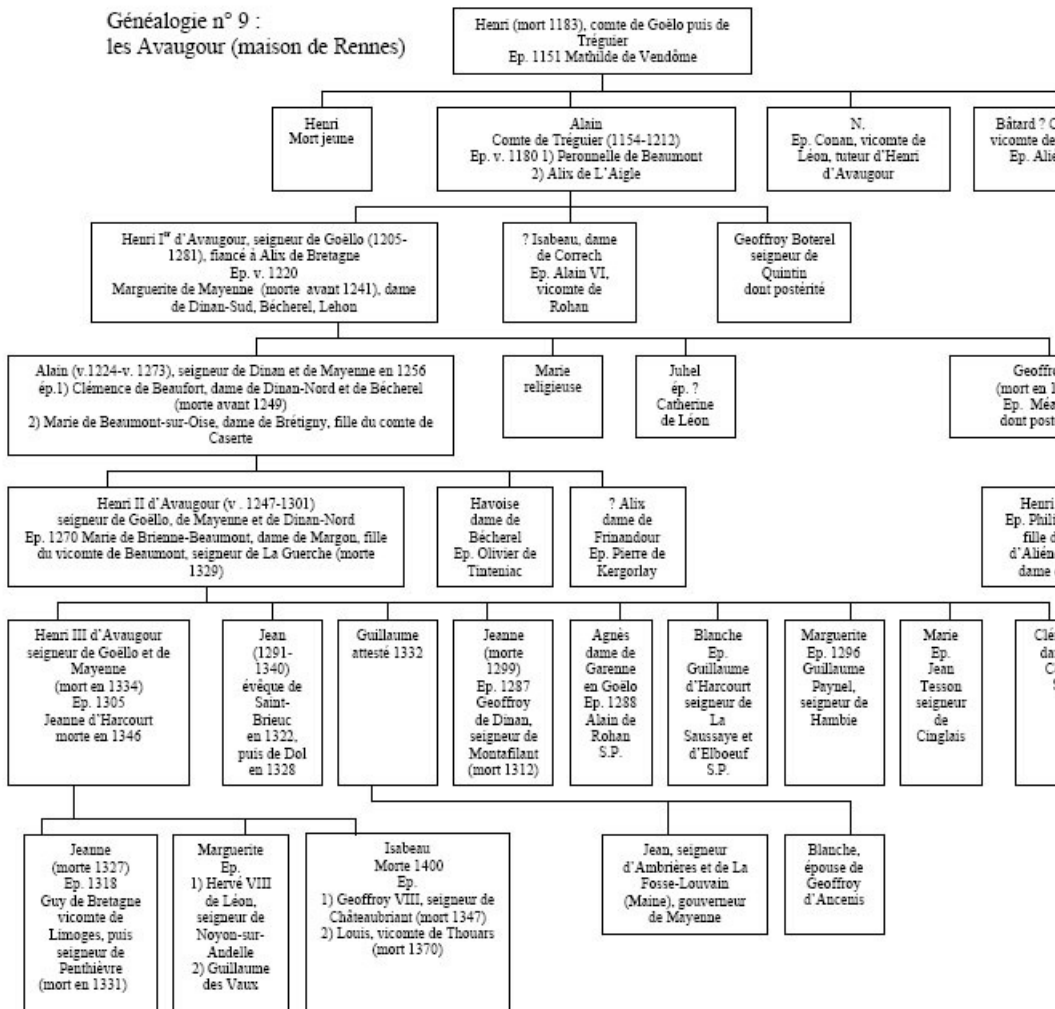 Généalogie n° 9 :
les Avaugour (maison de Rennes)
Henri (mort 1183), comte de Goëlo puis de
Tréguier
Ep. 1151 Mathilde de Vendôme
Henri
Mort jeune
Alain
Comte de Tréguier (1154-1212)
Ep. v. 1180 1) Peronnelle de Beaumont
2) Alix de L'Aigle
N.
Ep. Conan, vicomte de
Léon, tuteur d'Henri
d'Avaugour
Bâtard ?
vicomte de
Ep.
Henri Ier d'Avaugour, seigneur de Goëllo (1205-
1281), fiancé à Alix de Bretagne
Ep. v. 1220
Marguerite de Mayenne (morte avant 1241), dame
de Dinan-Sud, Bécherel, Lehon
? Isabeau, dame
de Correch
Ep. Alain VI,
vicomte de
Rohan
Geoffroy Boterel
seigneur de
Quintin
dont postérité
Alain (v.1224-v. 1273), seigneur de Dinan et de Mayenne en 1256
ép.1) Clémence de Beaufort, dame de Dinan-Nord et de Bécherel
(morte avant 1249)
2) Marie de Beaumont-sur-Oise, dame de Brétigny, fille du comte de
Caserte
Marie
religieuse
Juhel
ép. ?
Catherine
de Léon
(mort en
Ep.
dont
Henri II d'Avaugour (v . 1247-1301)
seigneur de Goëllo, de Mayenne et de Dinan-Nord
Ep. 1270 Marie de Brienne-Beaumont, dame de Margon, fille
du vicomte de Beaumont, seigneur de La Guerche (morte
1329)
Havoise
dame de
Bécherel
Ep. Olivier de
Tinteniac
? Alix
dame de
Frinandour
Ep. Pierre de
Kergorlay
Henri
Ep.
fille
dame
Henri III d'Avaugour
seigneur de Goëllo et de
Mayenne
(mort en 1334)
Ep. 1305
Jeanne d'Harcourt
morte en 1346
Jean
(1291-
1340)
évêque de
Saint-
Brieuc
en 1322,
puis de Dol
en 1328
Guillaume
attesté 1332
Jeanne
(morte
1299)
Ep. 1287
Geoffroy
de Dinan,
seigneur de
Montafilant
(mort 1312)
Agnès
dame de
Garenne
en Goëlo
Ep. 1288
Alain de
Rohan
S.P.
Blanche
Ep.
Guillaume
d'Harcourt
seigneur de
La
Saussaye et
d'Elboeuf
S.P.
Marguerite
Ep. 1296
Guillaume
Paynel,
seigneur de
Hambie
Marie
Ep.
Jean
Tesson
seigneur
de
Cinglais
Jeanne
(morte 1327)
Ep. 1318
Guy de Bretagne
vicomte de
Limoges, puis
seigneur de
Penthièvre
(mort en 1331)
Marguerite
Ep.
1) Hervé VIII
de Léon,
seigneur de
Noyon-sur-
Andelle
2) Guillaume
des Vaux
Isabeau
Morte 1400
Ep.
1) Geoffroy VIII, seigneur de
Châteaubriant (mort 1347)
2) Louis, vicomte de Thouars
(mort 1370)
Jean, seigneur
d'Ambrières et de La
Fosse-Louvain
(Maine), gouverneur
de Mayenne
Blanche,
épouse de
Geoffroy
d'Ancenis